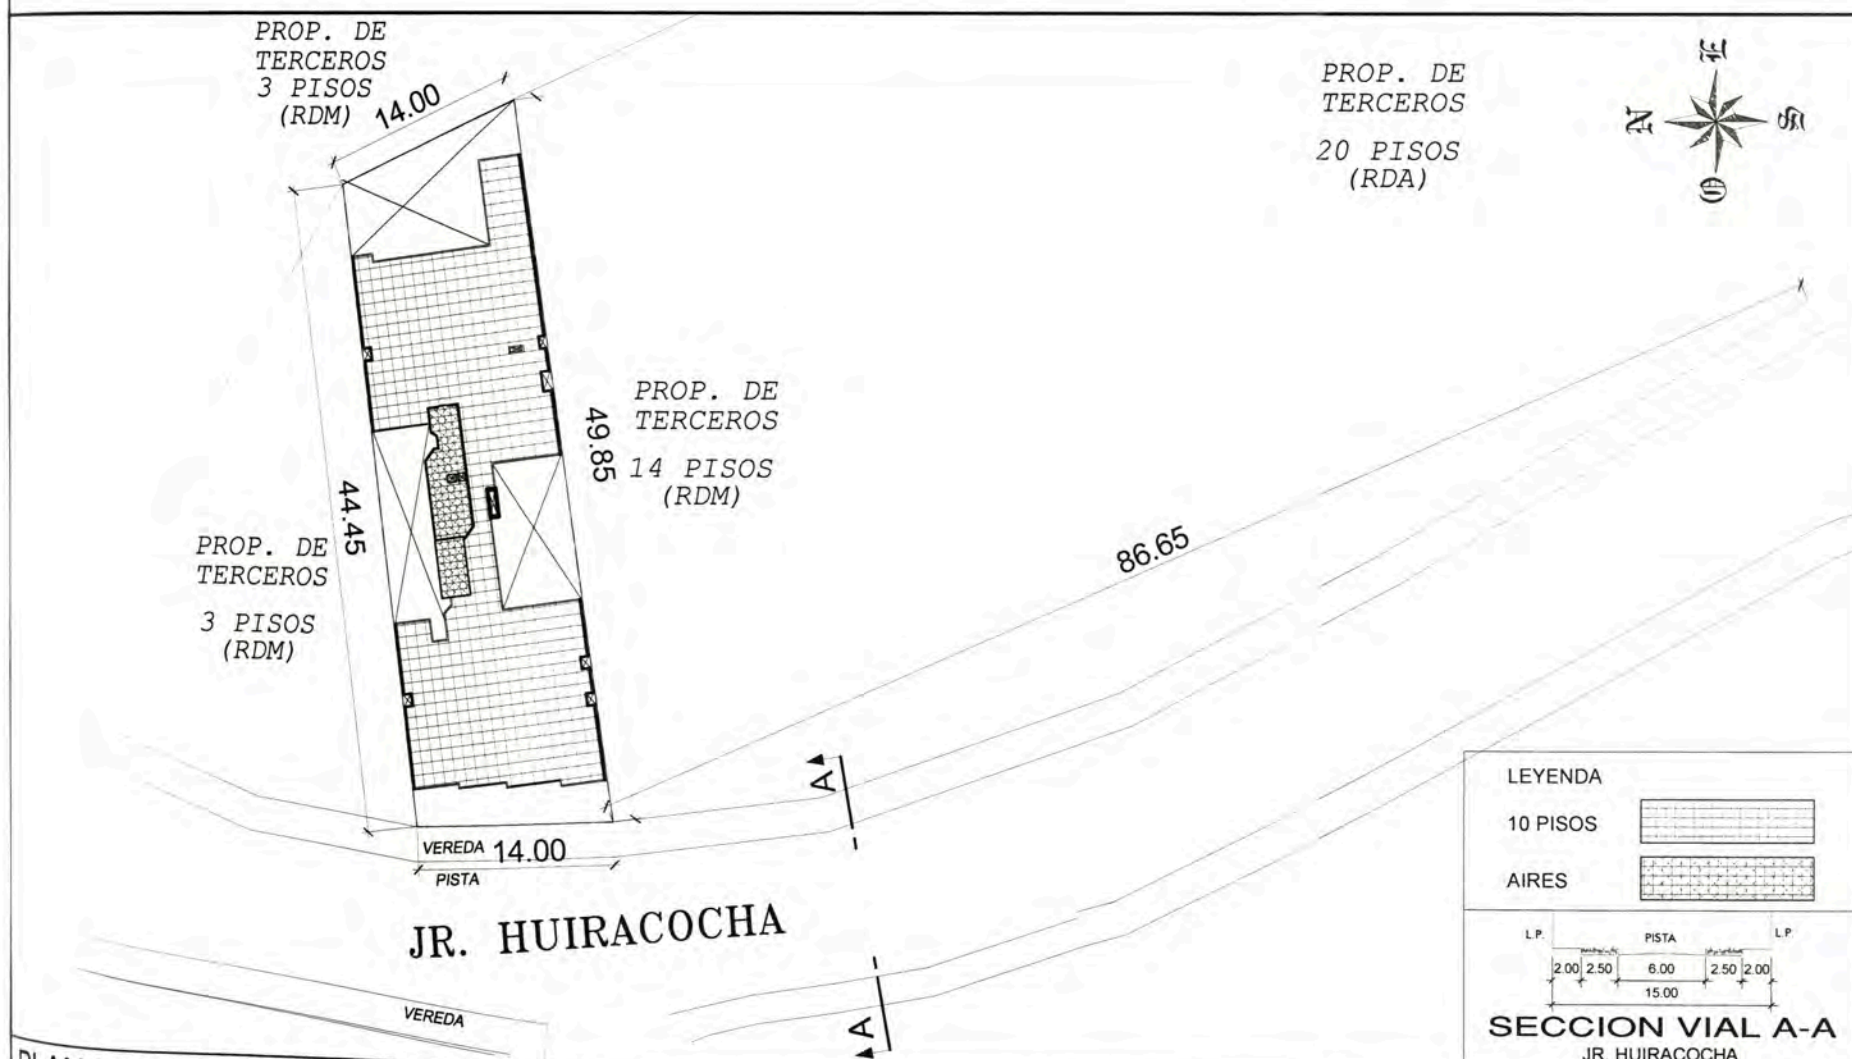 PROP. DE
TERCEROS
3 PISOS
(RDM)
14.00
PROP. DE
TERCEROS
20 PISOS
(RDA)
E
N
S
O
PROP. DE
TERCEROS
14 PISOS
(RDM)
49.85
44.45
PROP. DE
TERCEROS
3 PISOS
(RDM)
86.65
A
VEREDA 14.00
PISTA
JR. HUIRACOCHA
VEREDA
A
LEYENDA
10 PISOS
AIRES
L.P.
PISTA
L.P.
2.00 2.50 6.00 2.50 2.00
15.00
SECCION VIAL A-A
JR. HUIRACOCHA